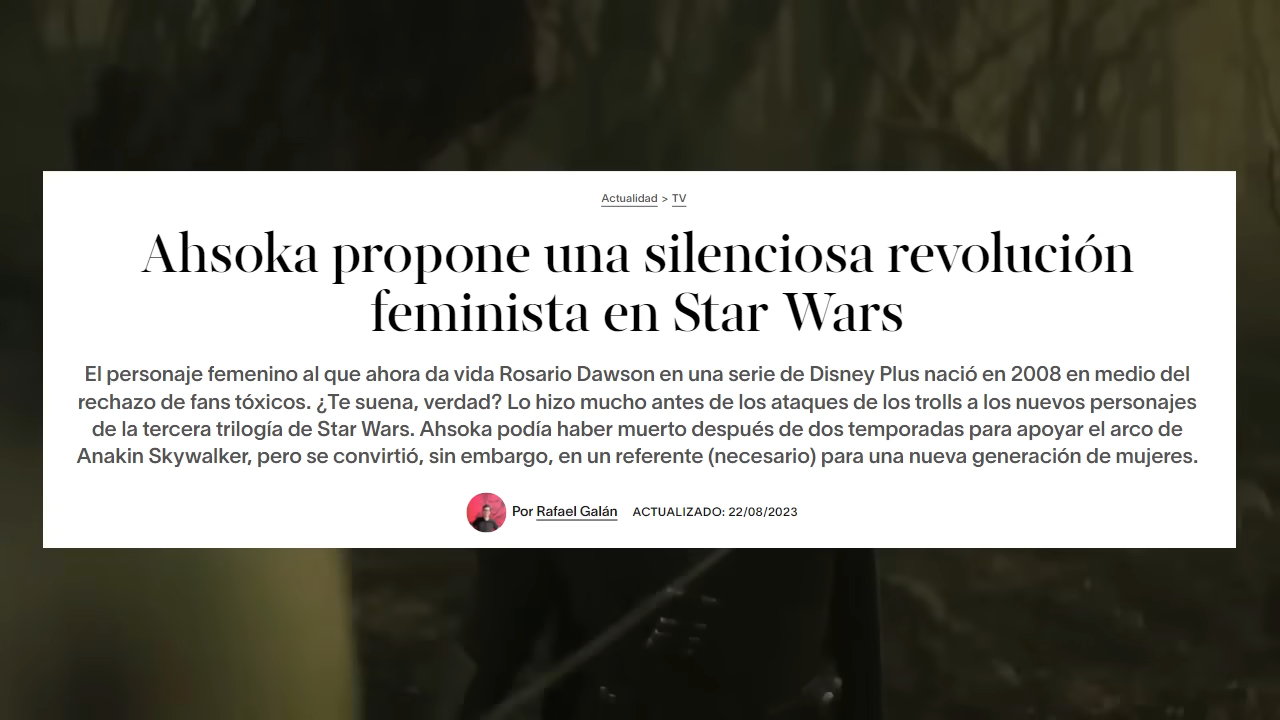 Actualidad > TV
Ahsoka propone una silenciosa revolución
feminista en Star Wars
El personaje femenino al que ahora da vida Rosario Dawson en una serie de Disney Plus nació en 2008 en medio del
rechazo de fans tóxicos. ¿Te suena, verdad? Lo hizo mucho antes de los ataques de los trolls a los nuevos personajes
de la tercera trilogía de Star Wars. Ahsoka podía haber muerto después de dos temporadas para apoyar el arco de
Anakin Skywalker, pero se convirtió, sin embargo, en un referente (necesario) para una nueva generación de mujeres.
Por Rafael Galán ACTUALIZADO: 22/08/2023